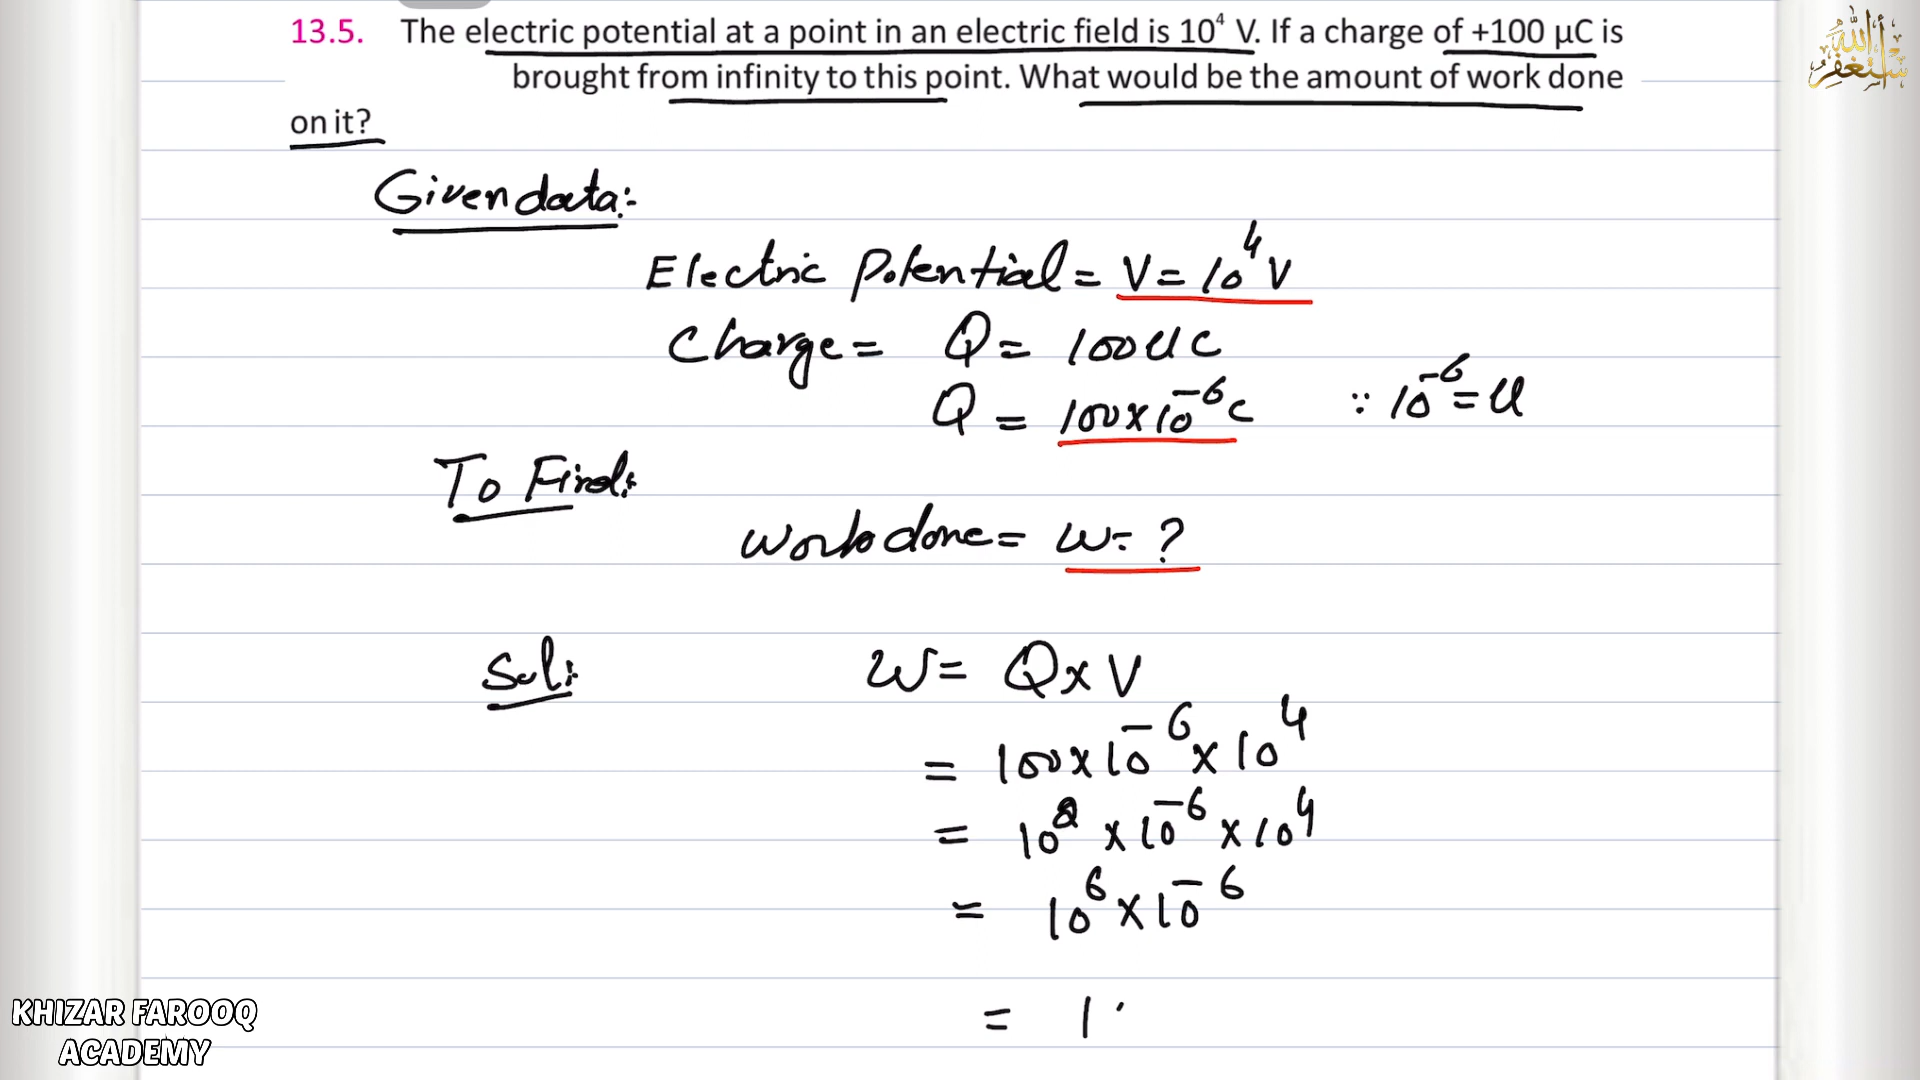 13.5. The electric potential at a point in an electric field is 10⁴ V. If a charge of +100 μC is
brought from infinity to this point. What would be the amount of work done
on it?
أستغفر الله
Given data:-
Electric Potential = V = 10⁴ V
Charge = Q = 100 μC
Q = 100 × 10⁻⁶ C ∵ 10⁻⁶ = μ
To Find:
Work done = W = ?
Sol:
W = Q × V
= 100 × 10⁻⁶ × 10⁴
= 10² × 10⁻⁶ × 10⁴
= 10⁶ × 10⁻⁶
= 1
KHIZAR FAROOQ
ACADEMY